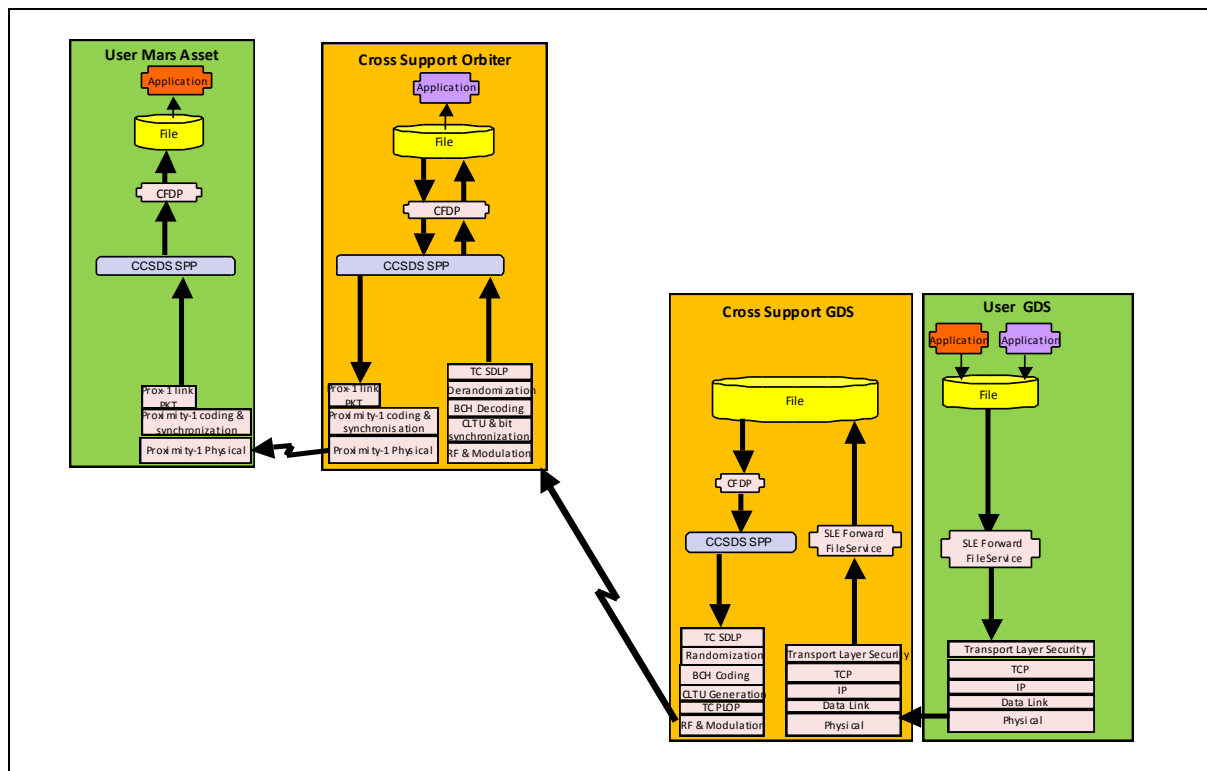 User Mars Asset
Application
File
CFDP
CCSDS SPP
Prox-1 link
PKT
Proximity-1 coding &
synchronization
Proximity-1 Physical
Cross Support Orbiter
Application
File
CFDP
CCSDS SPP
Prox-1 link
PKT
Proximity-1 coding &
synchronisation
Proximity-1 Physical
TC SDLP
Derandomization
BCH Decoding
CLTU & bit
synchronization
RF & Modulation
Cross Support GDS
File
CFDP
CCSDS SPP
SLE Forward
File Service
TC SDLP
Randomization
BCH Coding
CLTU Generation
TC PLOP
RF & Modulation
Transport Layer Security
TCP
IP
Data Link
Physical
User GDS
Application
Application
File
SLE Forward
File Service
Transport Layer Security
TCP
IP
Data Link
Physical